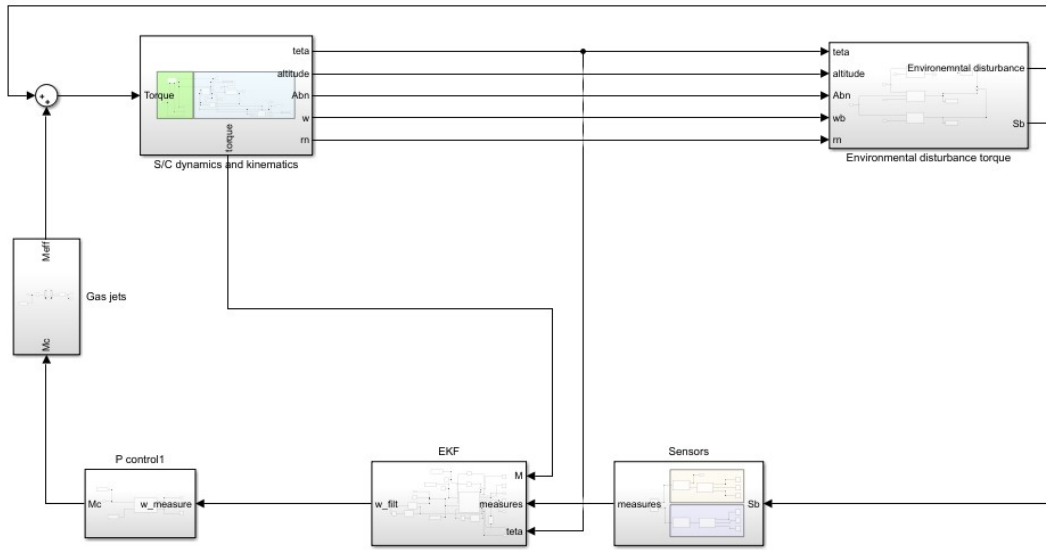 teta
altitude
Torque
Abn
w
torque
rn
S/C dynamics and kinematics
teta
altitude
Abn
wb
rn
Environemntal disturbance
Sb
Environmental disturbance torque
+
+
Meff
Gas jets
Mc
P control1
Mc
w_measure
EKF
M
w_filt
measures
teta
Sensors
measures
Sb